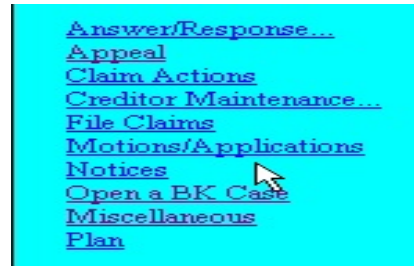 Answer/Response...
Appeal
Claim Actions
Creditor Maintenance...
File Claims
Motions/Applications
Notices
Open a BK Case
Miscellaneous
Plan